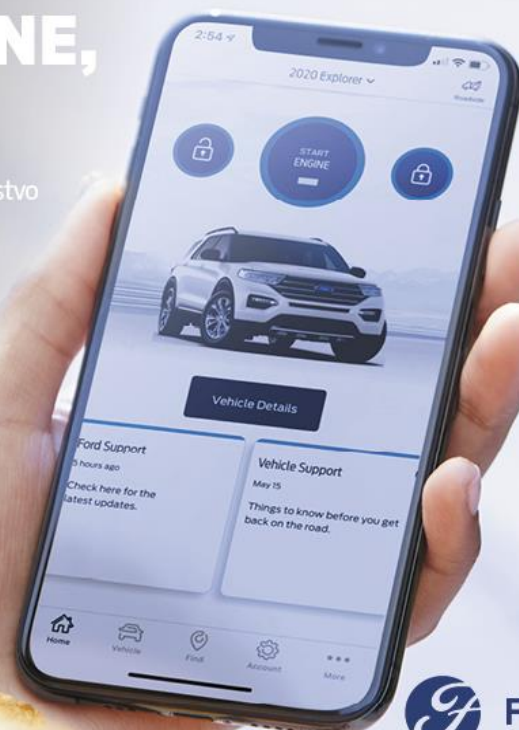 NE,
stvo
2:54
2020 Explorer
Roadside
START
ENGINE
Vehicle Details
Ford Support
5 hours ago
Check here for the
latest updates.
Vehicle Support
May 15
Things to know before you get
back on the road.
Home
Vehicle
Find
Account
More
F